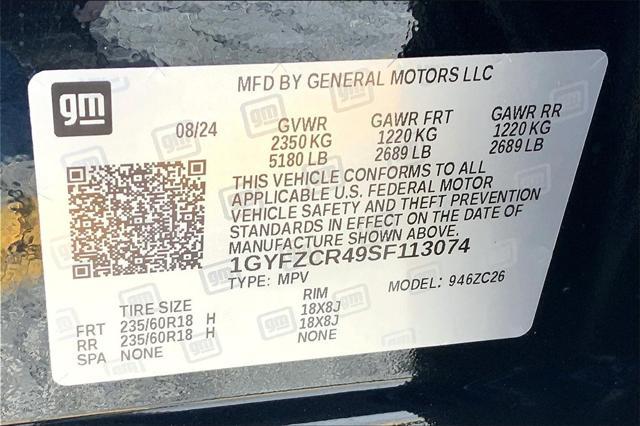 MFD BY GENERAL MOTORS LLC
gm
08/24
GVWR GAWR FRT GAWR RR
2350 KG 1220 KG 1220 KG
5180 LB 2689 LB 2689 LB
THIS VEHICLE CONFORMS TO ALL
APPLICABLE U.S. FEDERAL MOTOR
VEHICLE SAFETY AND THEFT PREVENTION
STANDARDS IN EFFECT ON THE DATE OF
MANUFACTURE SHOWN ABOVE.
1GYFZCR49SF113074
TYPE: MPV MODEL: 946ZC26
TIRE SIZE RIM
FRT 235/60R18 H 18X8J
RR 235/60R18 H 18X8J
SPA NONE NONE